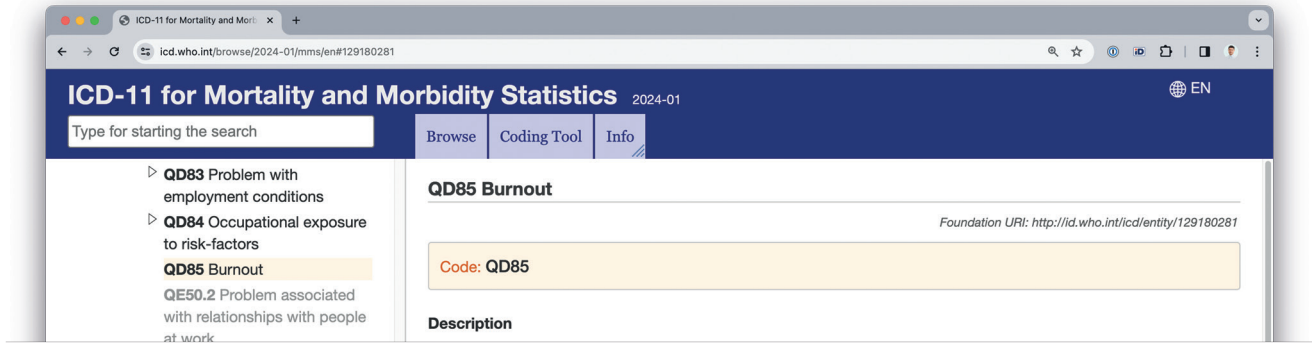 ICD-11 for Mortality and Morb
icd.who.int/browse/2024-01/mms/en#129180281
ICD-11 for Mortality and Morbidity Statistics 2024-01
EN
Type for starting the search
Browse
Coding Tool
Info
QD83 Problem with
employment conditions
QD84 Occupational exposure
to risk-factors
QD85 Burnout
QE50.2 Problem associated
with relationships with people
at work
QD85 Burnout
Foundation URI: http://id.who.int/icd/entity/129180281
Code: QD85
Description